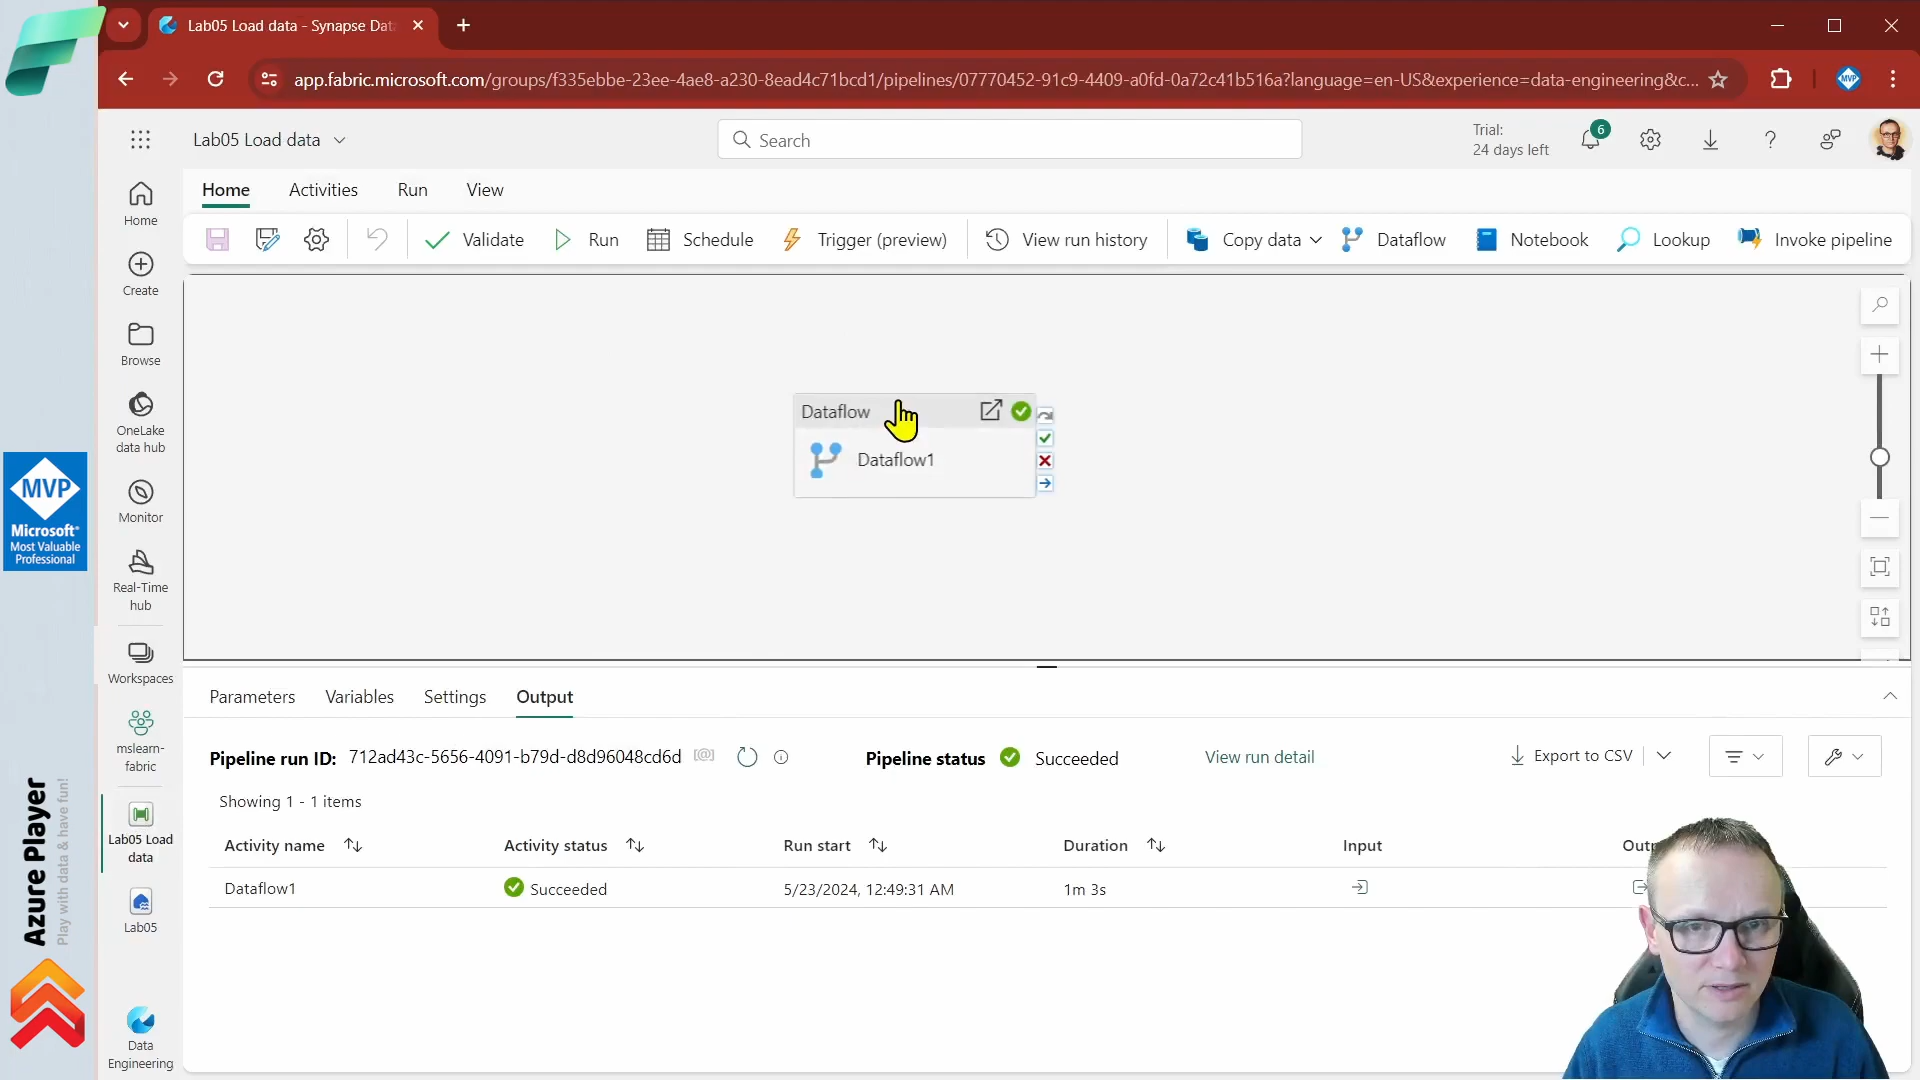 Lab05 Load data - Synapse Dat
app.fabric.microsoft.com/groups/f335ebbe-23ee-4ae8-a230-8ead4c71bcd1/pipelines/07770452-91c9-4409-a0fd-0a72c41b516a?language=en-US&experience=data-engineering&c...
MVP
Lab05 Load data
Search
Trial:
24 days left
6
Home
Activities
Run
View
Validate
Run
Schedule
Trigger (preview)
View run history
Copy data
Dataflow
Notebook
Lookup
Invoke pipeline
Home
Create
Browse
OneLake
data hub
Monitor
Real-Time
hub
Workspaces
mslearn-
fabric
Lab05 Load
data
Lab05
Data
Engineering
MVP
Microsoft®
Most Valuable
Professional
Azure Player
Play with data & have fun!
Dataflow
Dataflow1
Parameters
Variables
Settings
Output
Pipeline run ID: 712ad43c-5656-4091-b79d-d8d96048cd6d
Pipeline status
Succeeded
View run detail
Export to CSV
Showing 1 - 1 items
Activity name
Activity status
Run start
Duration
Input
Dataflow1
Succeeded
5/23/2024, 12:49:31 AM
1m 3s